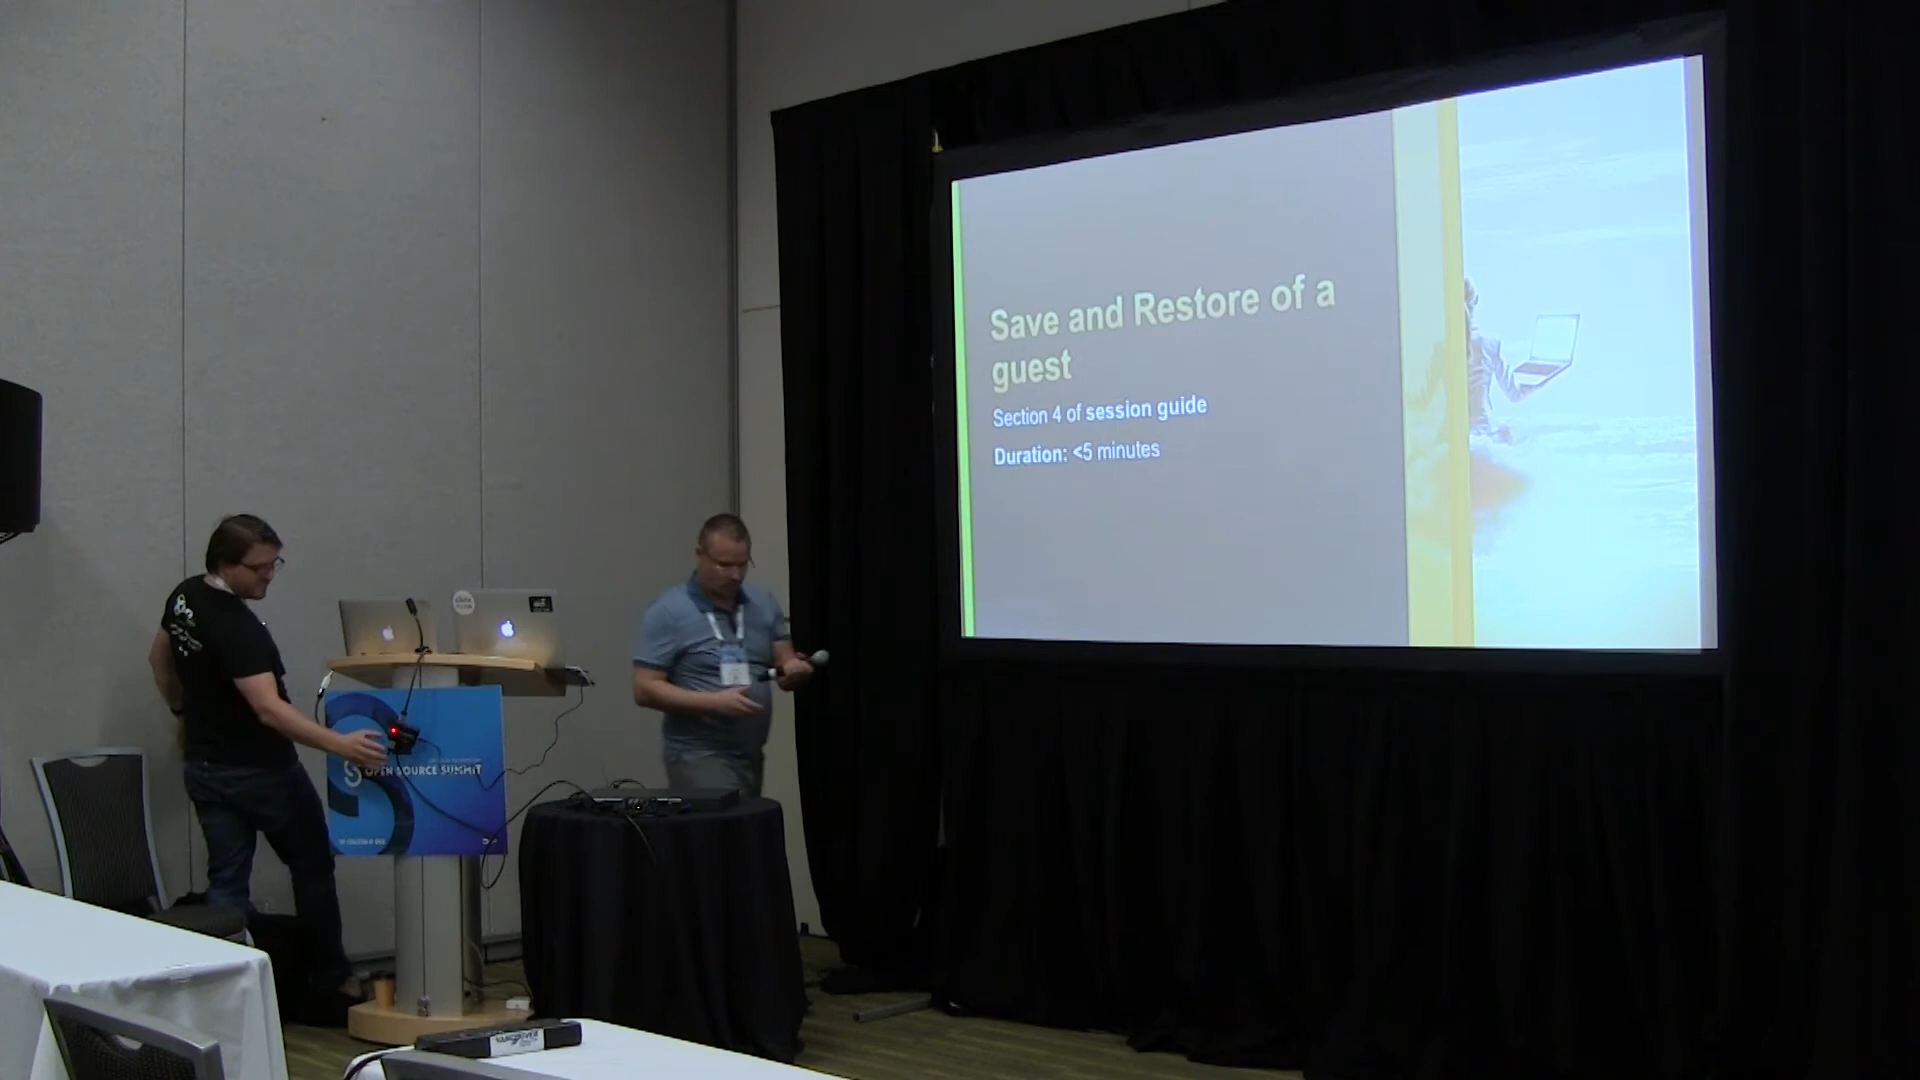 Save and Restore of a
guest
Section 4 of session guide
Duration: <5 minutes
OPEN SOURCE SUMMIT